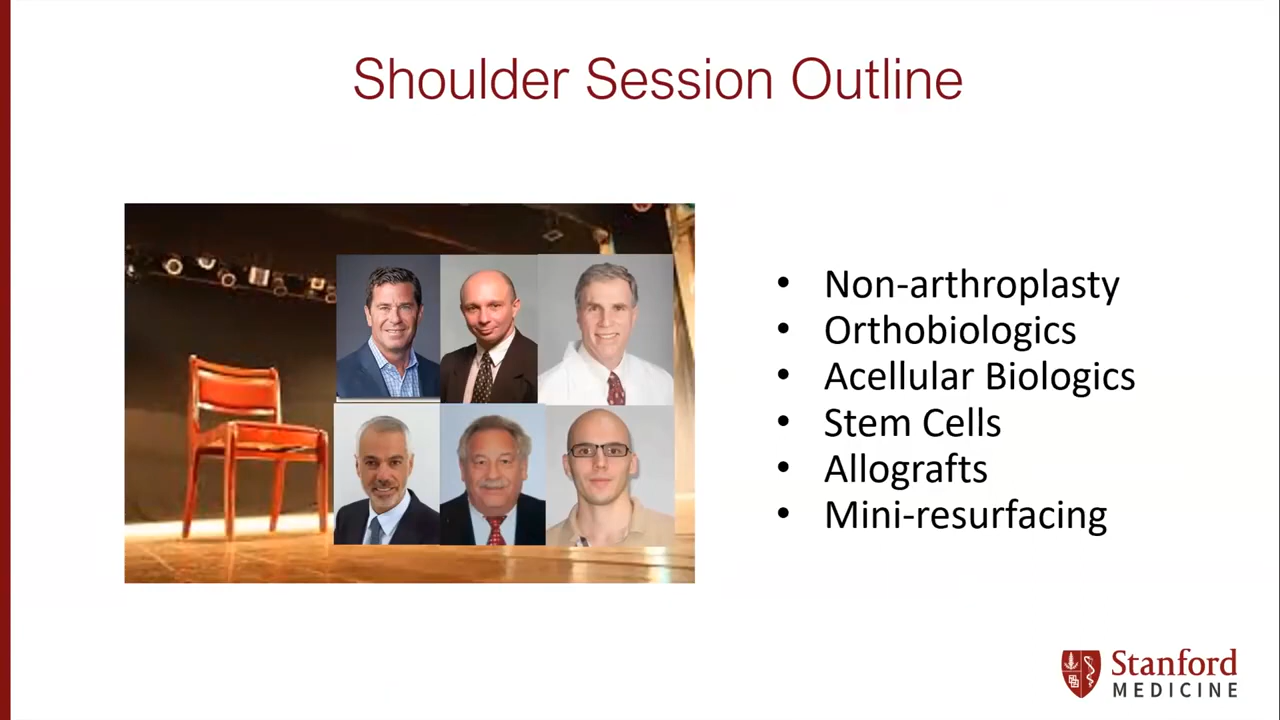 Shoulder Session Outline
• Non-arthroplasty
• Orthobiologics
• Acellular Biologics
• Stem Cells
• Allografts
• Mini-resurfacing
Stanford
MEDICINE